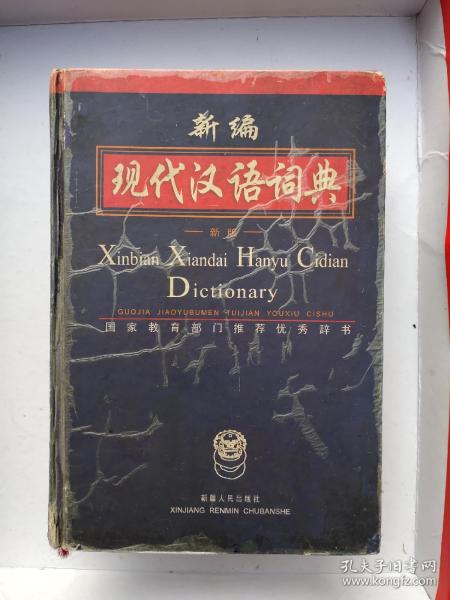 新编
现代汉语词典
新版
Xinbian Xiandai Hanyu Cidian
Dictionary
GUOJIA JIAOYUBUMEN TUIJIAN YOUXIU CISHU
国家教育部门推荐优秀辞书
新疆人民出版社
XINJIANG RENMIN CHUBANSHE
孔夫子旧书网
www.kongfz.com